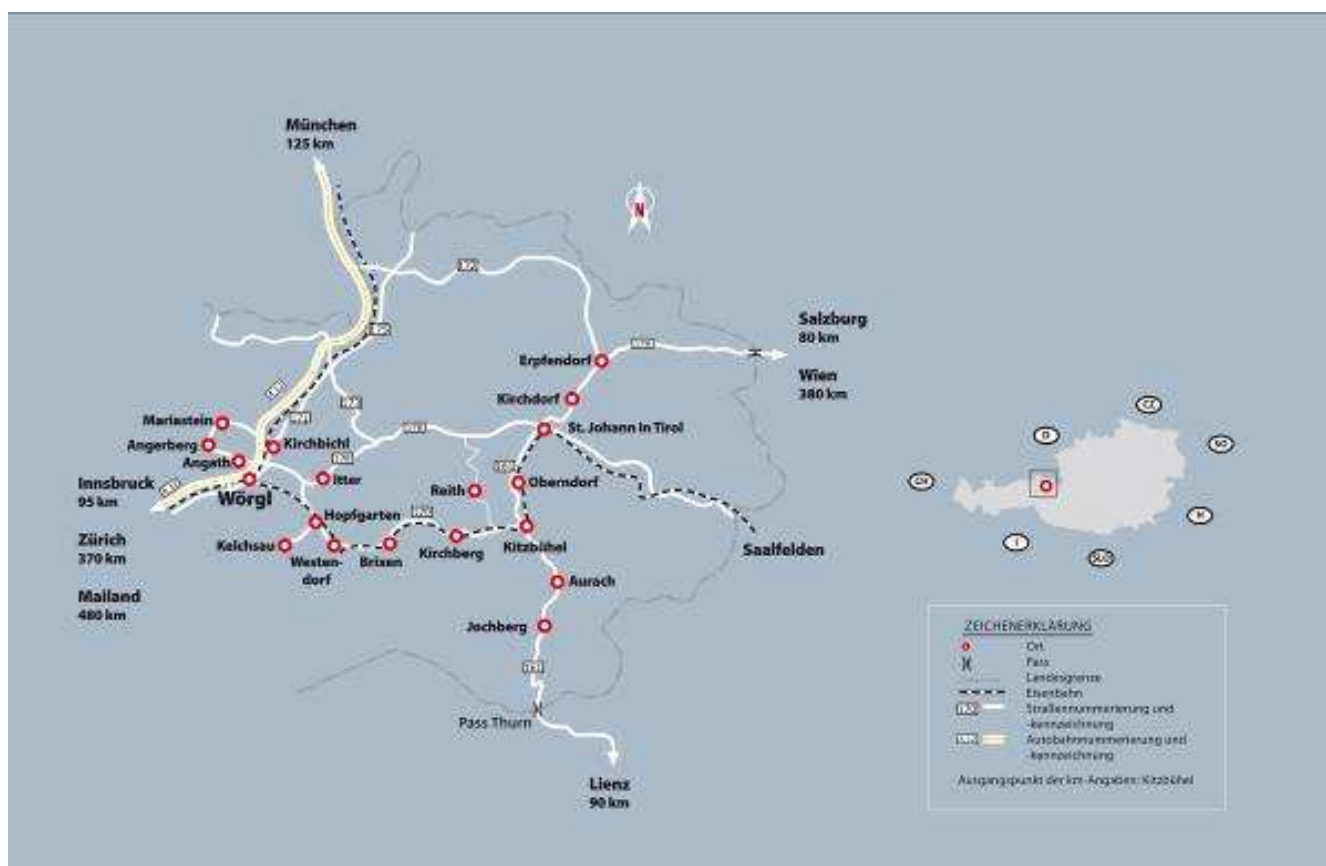 München
125 km
N
Salzburg
80 km
Erpfendorf
Wien
380 km
Kirchdorf
Mariastein
St. Johann in Tirol
Angerberg
Kirchbichl
Angath
Innsbruck
95 km
Wörgl
Itter
Reith
Oberndorf
Hopfgarten
Zürich
370 km
Kelchsau
Westen-
dorf
Brixen
Kirchberg
Kitzbühel
Saalfelden
Mailand
480 km
Aurach
Jochberg
Pass Thurn
Lienz
90 km
CZ
D
CH
H
I
SLO
ZEICHENERKLÄRUNG
Ort
Pass
Landesgrenze
Eisenbahn
Straßennummerierung und
-kennzeichnung
Autobahnnummerierung und
-kennzeichnung
Ausgangspunkt der km-Angaben: Kitzbühel